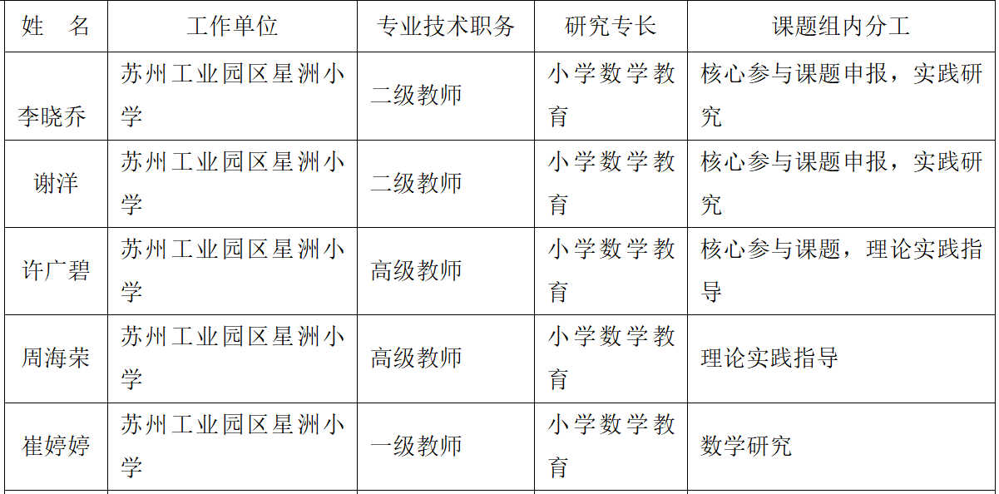 姓 名 工作单位 专业技术职务 研究专长 课题组内分工
李晓乔 苏州工业园区星洲小学 二级教师 小学数学教育 核心参与课题申报，实践研究
谢洋 苏州工业园区星洲小学 二级教师 小学数学教育 核心参与课题申报，实践研究
许广碧 苏州工业园区星洲小学 高级教师 小学数学教育 核心参与课题，理论实践指导
周海荣 苏州工业园区星洲小学 高级教师 小学数学教育 理论实践指导
崔婷婷 苏州工业园区星洲小学 一级教师 小学数学教育 数学研究